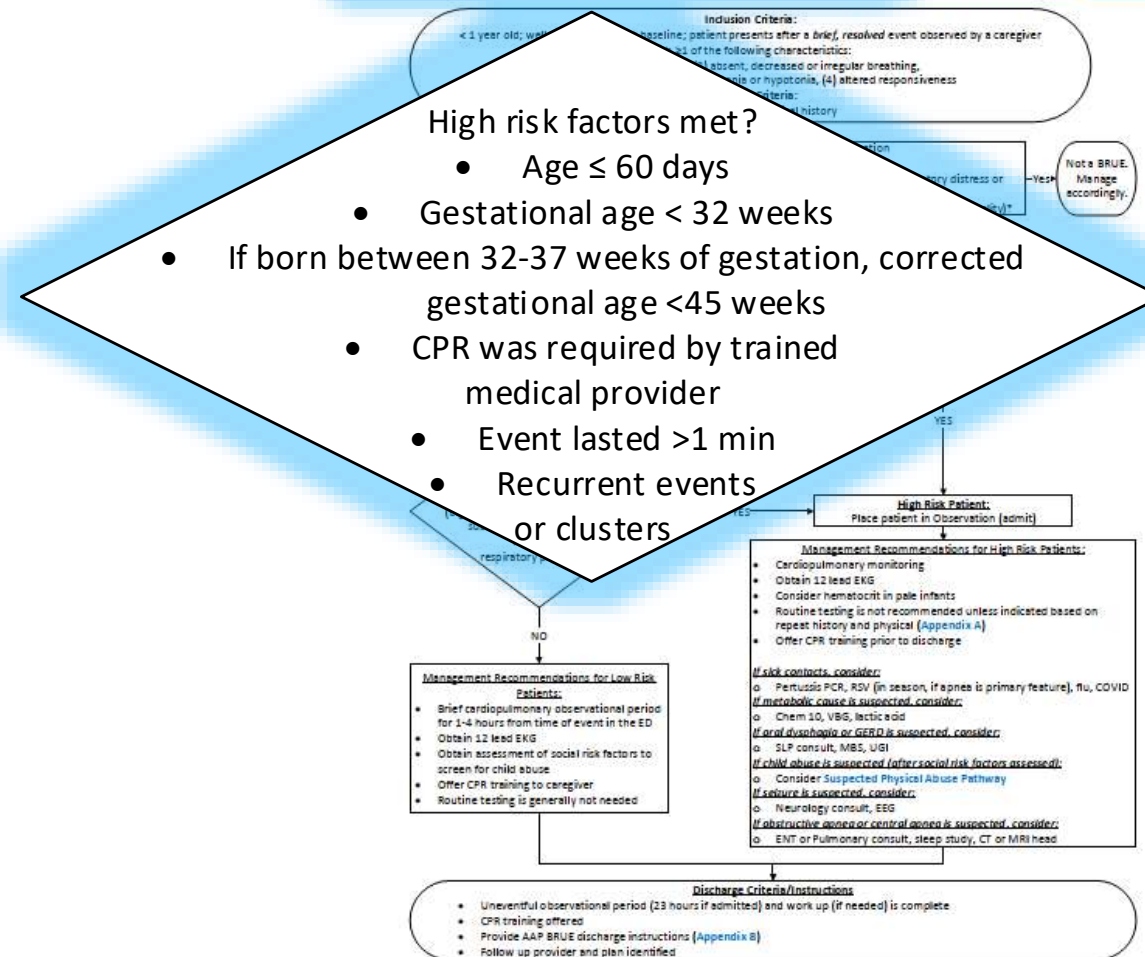 Inclusion Criteria:
< 1 year old; well baseline; patient presents after a brief, resolved event observed by a caregiver
≥1 of the following characteristics:
absent, decreased or irregular breathing,
or hypotonia, (4) altered responsiveness
Criteria:
history
High risk factors met?
• Age ≤ 60 days
• Gestational age < 32 weeks
• If born between 32-37 weeks of gestation, corrected
gestational age <45 weeks
• CPR was required by trained
medical provider
• Event lasted >1 min
• Recurrent events
or clusters
distress or
Yes
Not a BRUE.
Manage
accordingly.
YES
YES
respiratory
High Risk Patient:
Place patient in Observation (admit)
Management Recommendations for High Risk Patients:
• Cardiopulmonary monitoring
• Obtain 12 lead EKG
• Consider hematocrit in pale infants
• Routine testing is not recommended unless indicated based on
repeat history and physical (Appendix A)
• Offer CPR training prior to discharge
If sick contacts, consider:
o Pertussis PCR, RSV (in season, if apnea is primary feature), flu, COVID
If metabolic cause is suspected, consider:
o Chem 10, VBG, lactic acid
If oral dysphagia or GERD is suspected, consider:
o SLP consult, MBS, UGI
If child abuse is suspected (after social risk factors assessed):
o Consider Suspected Physical Abuse Pathway
If seizure is suspected, consider:
o Neurology consult, EEG
If obstructive apnea or central apnea is suspected, consider:
o ENT or Pulmonary consult, sleep study, CT or MRI head
NO
Management Recommendations for Low Risk
Patients:
• Brief cardiopulmonary observational period
for 1-4 hours from time of event in the ED
• Obtain 12 lead EKG
• Obtain assessment of social risk factors to
screen for child abuse
• Offer CPR training to caregiver
• Routine testing is generally not needed
Discharge Criteria/Instructions
• Uneventful observational period (23 hours if admitted) and work up (if needed) is complete
• CPR training offered
• Provide AAP BRUE discharge instructions (Appendix B)
• Follow up provider and plan identified